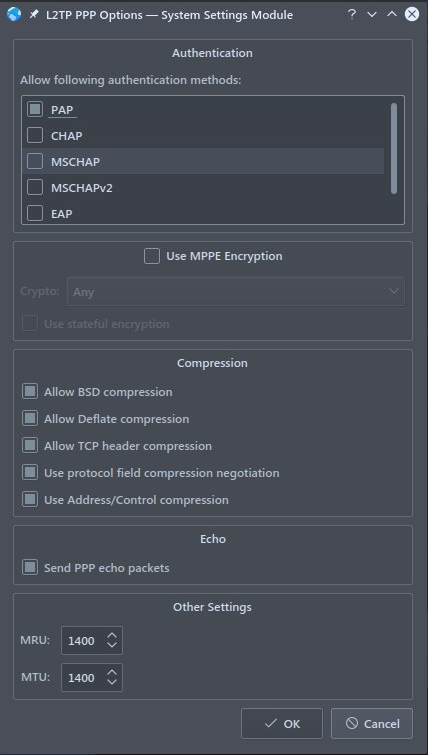 L2TP PPP Options — System Settings Module
Authentication
Allow following authentication methods:
PAP
CHAP
MSCHAP
MSCHAPv2
EAP
Use MPPE Encryption
Crypto: Any
Use stateful encryption
Compression
Allow BSD compression
Allow Deflate compression
Allow TCP header compression
Use protocol field compression negotiation
Use Address/Control compression
Echo
Send PPP echo packets
Other Settings
MRU: 1400
MTU: 1400
OK Cancel